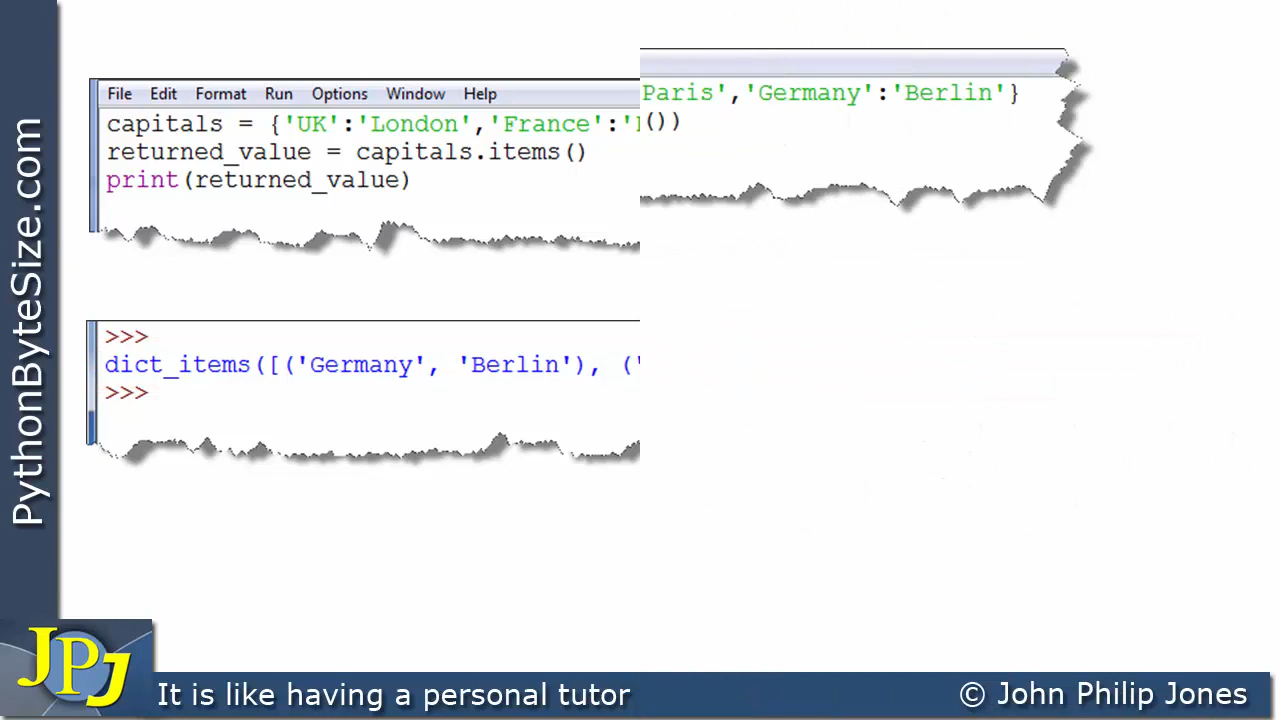 PythonByteSize.com
File Edit Format Run Options Window Help
capitals = {'UK':'London','France':'
returned_value = capitals.items()
print(returned_value)
Paris','Germany':'Berlin'}
())
>>>
dict_items([('Germany', 'Berlin'), ('
>>>
JPJ
It is like having a personal tutor
© John Philip Jones